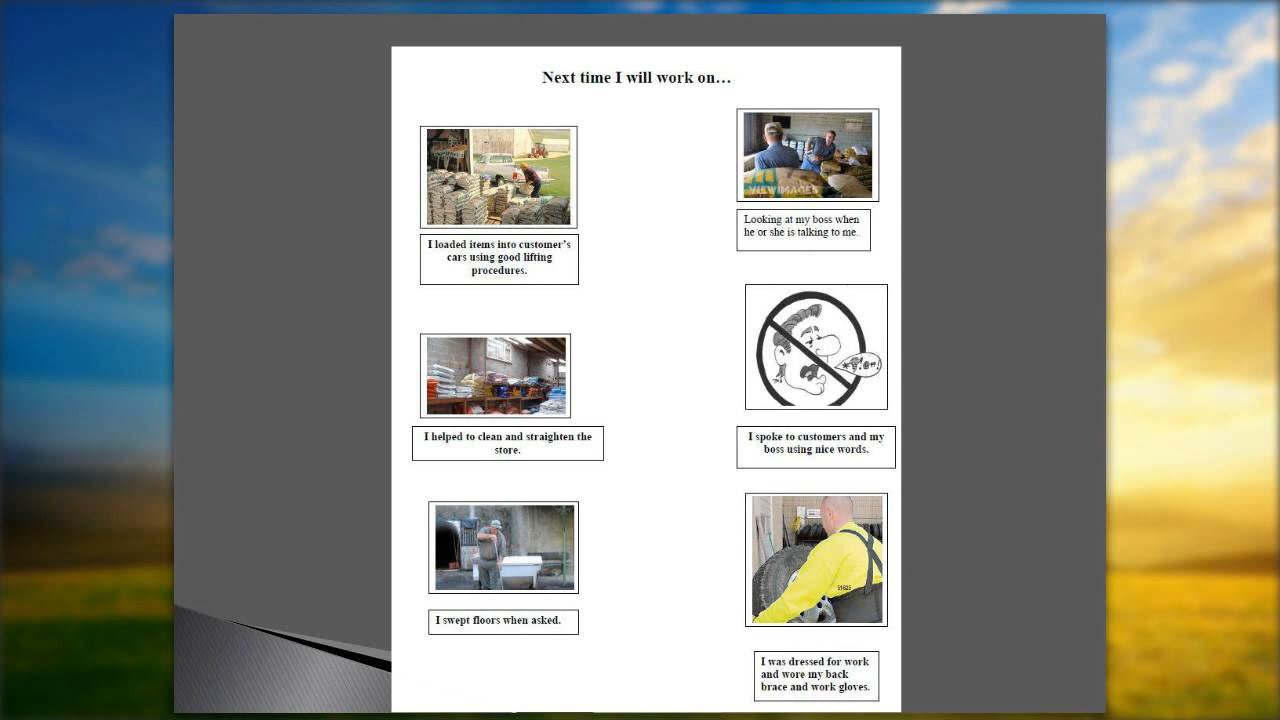 Next time I will work on…
VIEWIMAGES
I loaded items into customer's
cars using good lifting
procedures.
Looking at my boss when
he or she is talking to me.
*@!@**
I helped to clean and straighten the
store.
I spoke to customers and my
boss using nice words.
51625
I swept floors when asked.
I was dressed for work
and wore my back
brace and work gloves.